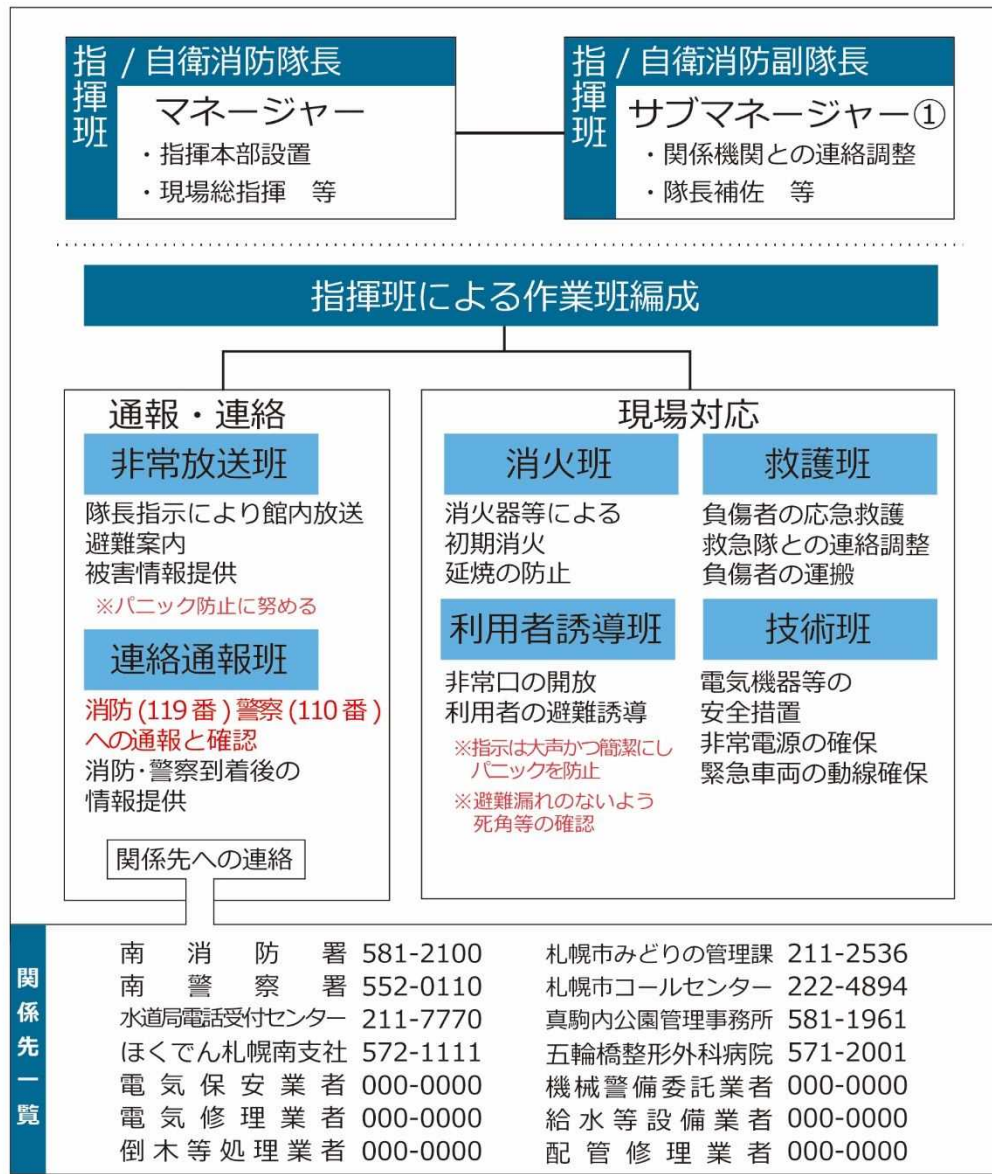 指揮班
/ 自衛消防隊長
マネージャー
・指揮本部設置
・現場総指揮　等
指揮班
/ 自衛消防副隊長
サブマネージャー①
・関係機関との連絡調整
・隊長補佐　等
指揮班による作業班編成
通報・連絡
非常放送班
隊長指示により館内放送
避難案内
被害情報提供
※パニック防止に努める
連絡通報班
消防(119番)警察(110番)
への通報と確認
消防・警察到着後の
情報提供
関係先への連絡
現場対応
消火班
消火器等による
初期消火
延焼の防止
救護班
負傷者の応急救護
救急隊との連絡調整
負傷者の運搬
利用者誘導班
非常口の開放
利用者の避難誘導
※指示は大声かつ簡潔にし
パニックを防止
※避難漏れのないよう
死角等の確認
技術班
電気機器等の
安全措置
非常電源の確保
緊急車両の動線確保
関係先一覧
南消防署 581-2100
南警察署 552-0110
水道局電話受付センター 211-7770
ほくでん札幌南支社 572-1111
電気保安業者 000-0000
電気修理業者 000-0000
倒木等処理業者 000-0000
札幌市みどりの管理課 211-2536
札幌市コールセンター 222-4894
真駒内公園管理事務所 581-1961
五輪橋整形外科病院 571-2001
機械警備委託業者 000-0000
給水等設備業者 000-0000
配管修理業者 000-0000